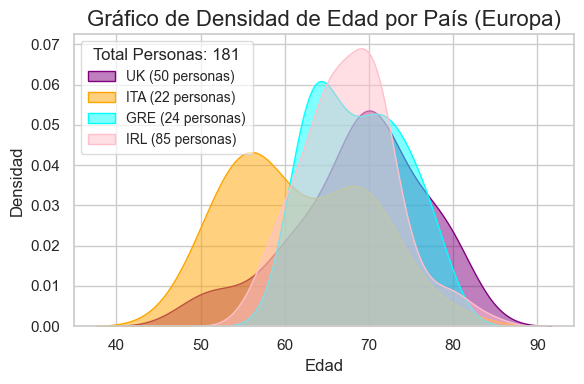 Gráfico de Densidad de Edad por País (Europa)
Total Personas: 181
UK (50 personas)
ITA (22 personas)
GRE (24 personas)
IRL (85 personas)
Densidad
0.07
0.06
0.05
0.04
0.03
0.02
0.01
0.00
40 50 60 70 80 90
Edad